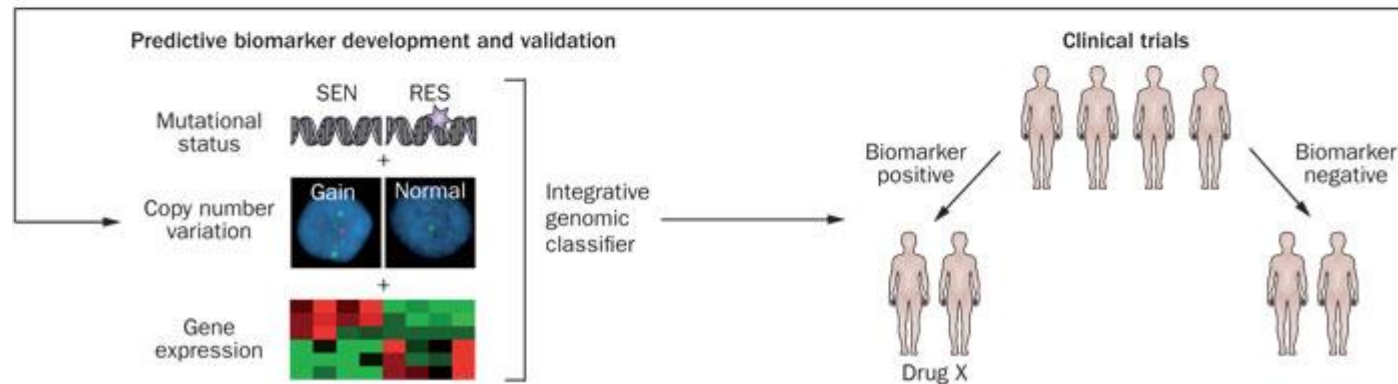 Predictive biomarker development and validation
Clinical trials
SEN RES
Mutational
status
+
Gain Normal
Copy number
variation
+
Gene
expression
Integrative
genomic
classifier
Biomarker
positive
Biomarker
negative
Drug X